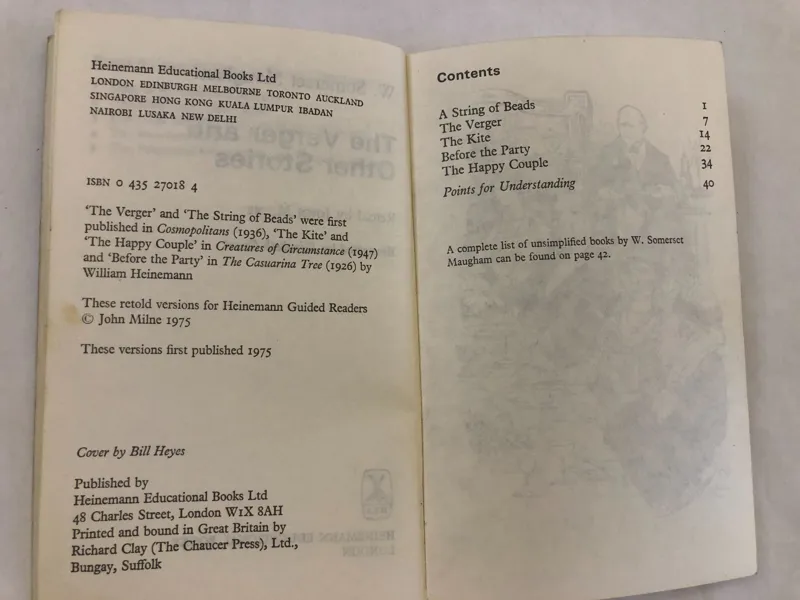 Heinemann Educational Books Ltd
LONDON EDINBURGH MELBOURNE TORONTO AUCKLAND
SINGAPORE HONG KONG KUALA LUMPUR IBADAN
NAIROBI LUSAKA NEW DELHI
ISBN 0 435 27018 4
'The Verger' and 'The String of Beads' were first
published in Cosmopolitans (1936), 'The Kite' and
'The Happy Couple' in Creatures of Circumstance (1947)
and 'Before the Party' in The Casuarina Tree (1926) by
William Heinemann
These retold versions for Heinemann Guided Readers
© John Milne 1975
These versions first published 1975
Cover by Bill Heyes
Published by
Heinemann Educational Books Ltd
48 Charles Street, London W1X 8AH
Printed and bound in Great Britain by
Richard Clay (The Chaucer Press), Ltd.,
Bungay, Suffolk
Contents
A String of Beads 1
The Verger 7
The Kite 14
Before the Party 22
The Happy Couple 34
Points for Understanding 40
A complete list of unsimplified books by W. Somerset
Maugham can be found on page 42.